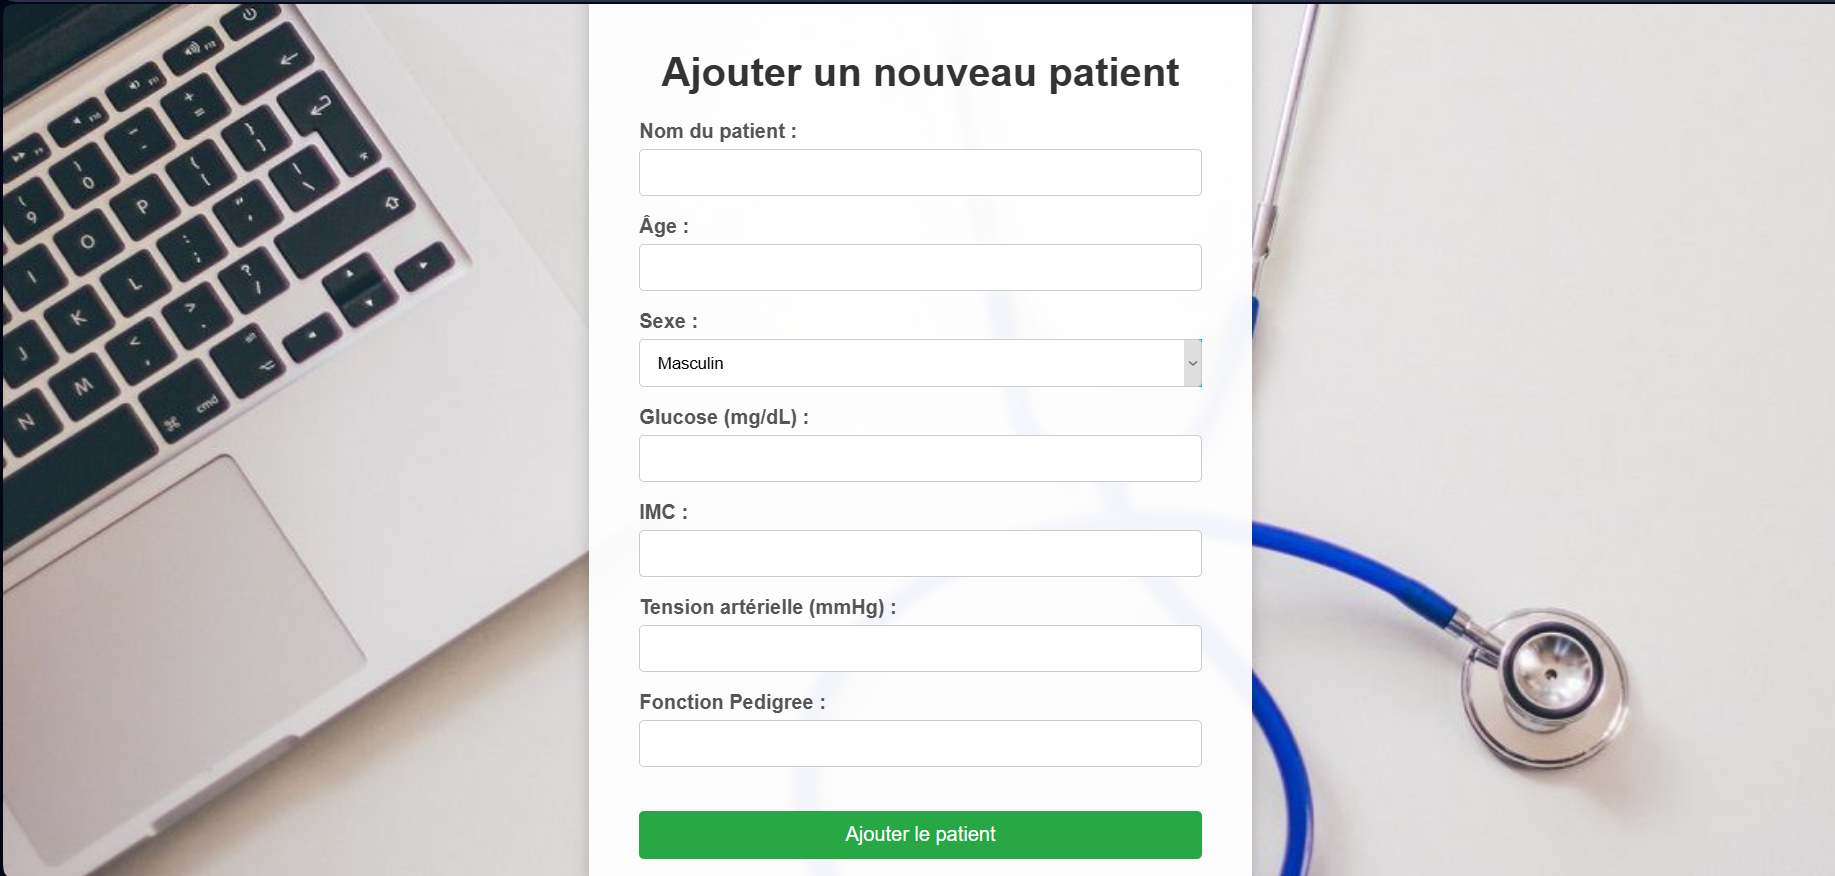 Ajouter un nouveau patient
Nom du patient :
Âge :
Sexe :
Masculin
Glucose (mg/dL) :
IMC :
Tension artérielle (mmHg) :
Fonction Pedigree :
Ajouter le patient
cmd